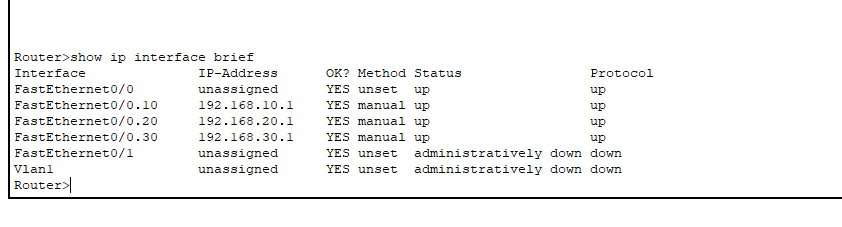 Router>show ip interface brief
Interface IP-Address OK? Method Status Protocol
FastEthernet0/0 unassigned YES unset up up
FastEthernet0/0.10 192.168.10.1 YES manual up up
FastEthernet0/0.20 192.168.20.1 YES manual up up
FastEthernet0/0.30 192.168.30.1 YES manual up up
FastEthernet0/1 unassigned YES unset administratively down down
Vlan1 unassigned YES unset administratively down down
Router>